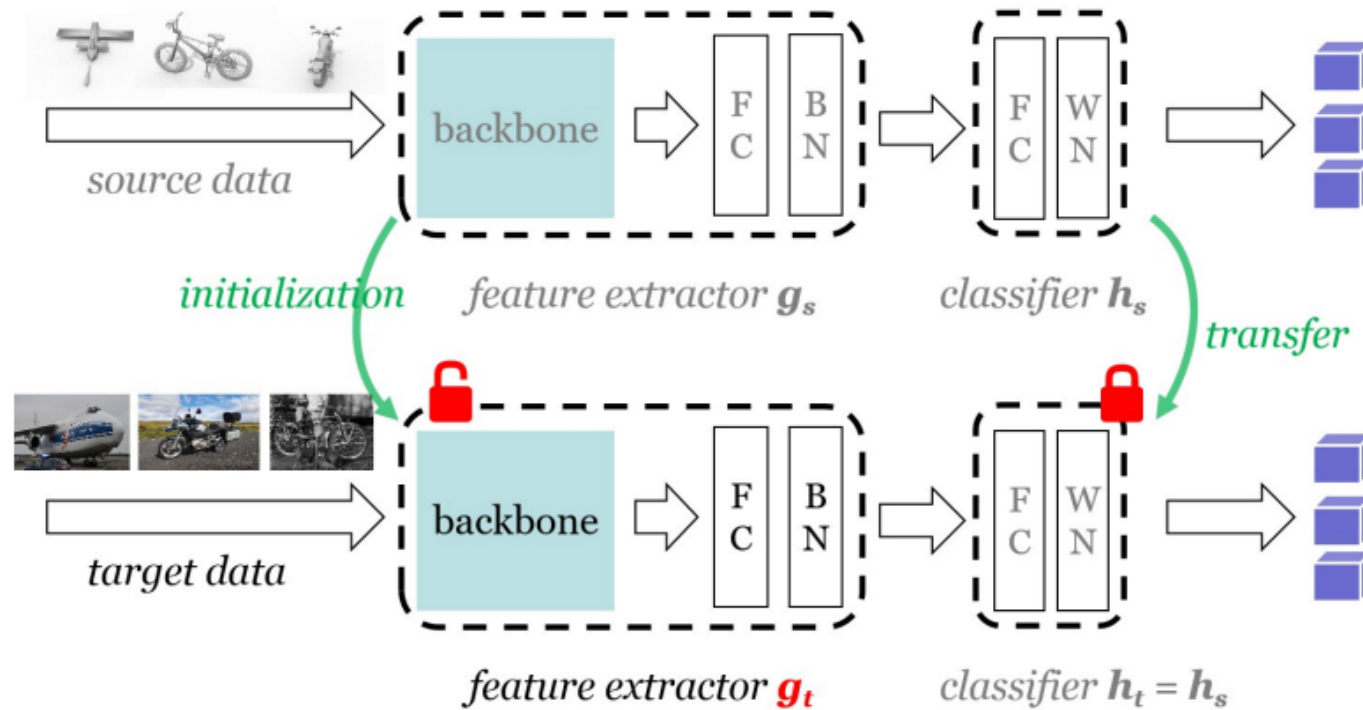 backbone
F
C
B
N
F
C
W
N
source data
initialization
feature extractor g_s
classifier h_s
transfer
backbone
F
C
B
N
F
C
W
N
target data
feature extractor g_t
classifier h_t = h_s